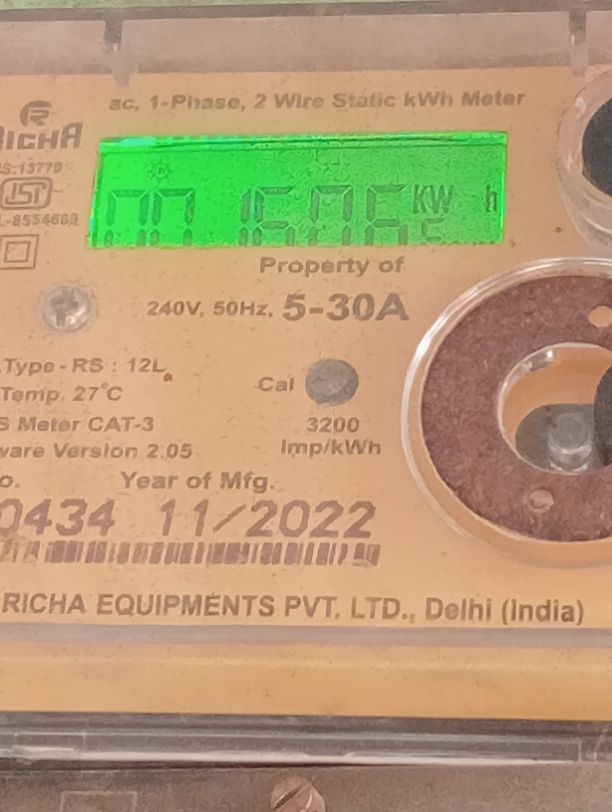 ac, 1-Phase, 2 Wire Static kWh Meter
RICHA
KW h
Property of
240V, 50Hz, 5-30A
Type - RS : 12L
Temp. 27°C
Cal
S Meter CAT-3
3200
ware Version 2.05
Imp/kWh
o.
Year of Mfg.
0434 11/2022
RICHA EQUIPMENTS PVT. LTD., Delhi (India)